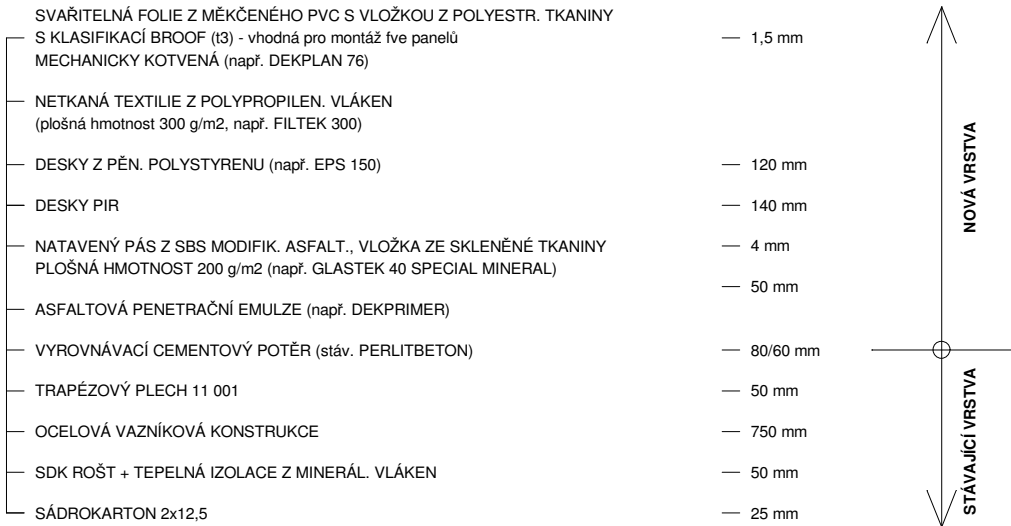 SVAŘITELNÁ FOLIE Z MĚKČENÉHO PVC S VLOŽKOU Z POLYESTR. TKANINY
S KLASIFIKACÍ BROOF (t3) - vhodná pro montáž fve panelů — 1,5 mm
MECHANICKY KOTVENÁ (např. DEKPLAN 76)
NETKANÁ TEXTILIE Z POLYPROPILEN. VLÁKEN
(plošná hmotnost 300 g/m2, např. FILTEK 300)
DESKY Z PĚN. POLYSTYRENU (např. EPS 150) — 120 mm
DESKY PIR — 140 mm
NATAVENÝ PÁS Z SBS MODIFIK. ASFALT., VLOŽKA ZE SKLENĚNÉ TKANINY — 4 mm
PLOŠNÁ HMOTNOST 200 g/m2 (např. GLASTEK 40 SPECIAL MINERAL)
— 50 mm
ASFALTOVÁ PENETRAČNÍ EMULZE (např. DEKPRIMER)
VYROVNÁVACÍ CEMENTOVÝ POTĚR (stáv. PERLITBETON) — 80/60 mm
TRAPÉZOVÝ PLECH 11 001 — 50 mm
OCELOVÁ VAZNÍKOVÁ KONSTRUKCE — 750 mm
SDK ROŠT + TEPELNÁ IZOLACE Z MINERÁL. VLÁKEN — 50 mm
SÁDROKARTON 2x12,5 — 25 mm
NOVÁ VRSTVA
STÁVAJÍCÍ VRSTVA